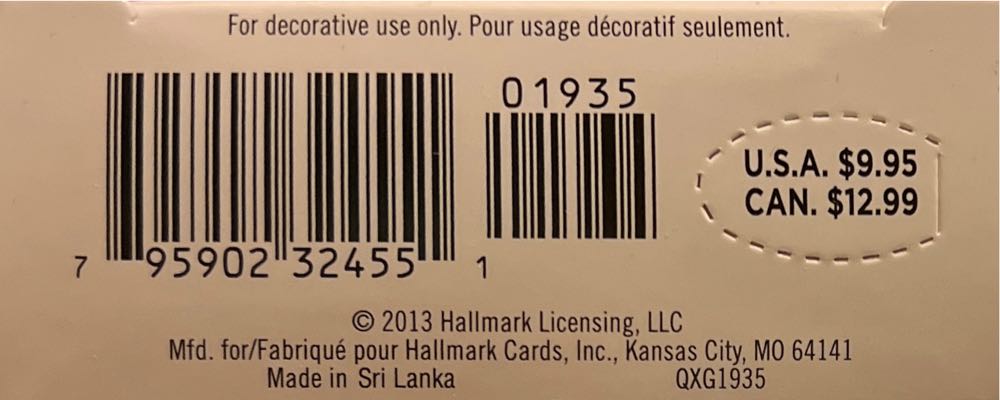 For decorative use only. Pour usage décoratif seulement.
01935
U.S.A. $9.95
CAN. $12.99
7 95902 32455 1
© 2013 Hallmark Licensing, LLC
Mfd. for/Fabriqué pour Hallmark Cards, Inc., Kansas City, MO 64141
Made in Sri Lanka QXG1935